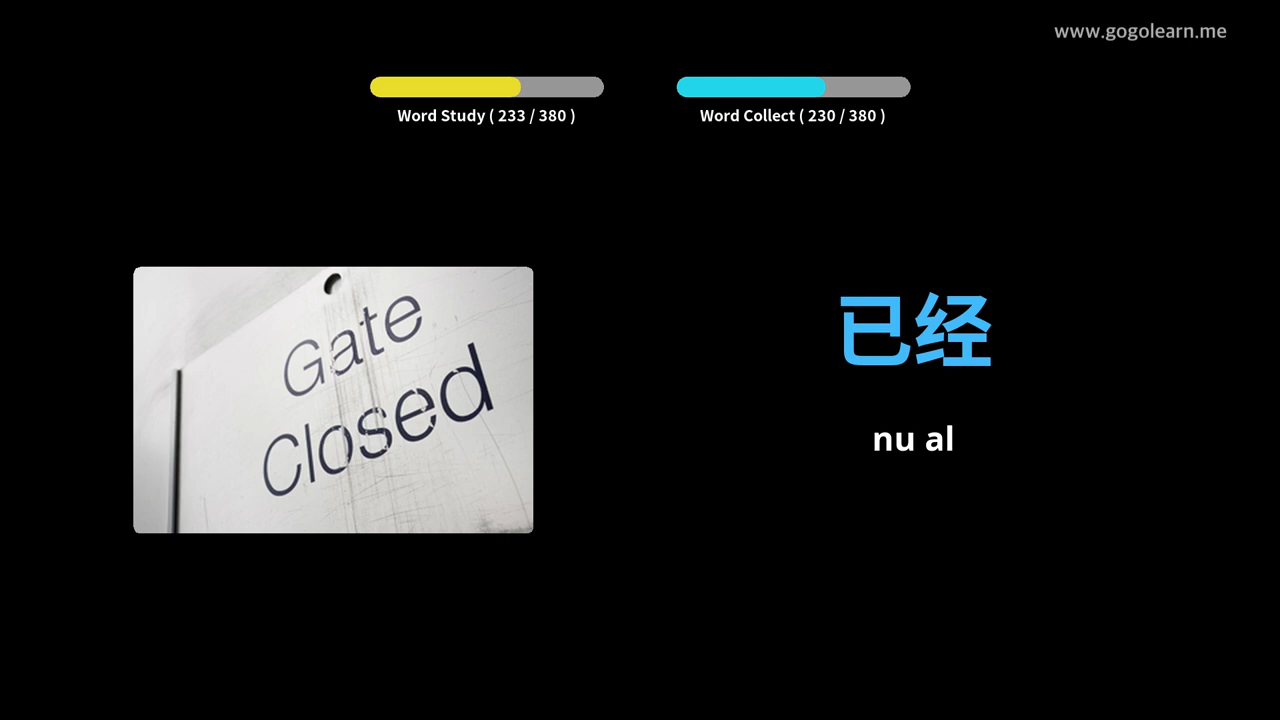 www.gogolearn.me
Word Study ( 233 / 380 )
Word Collect ( 230 / 380 )
Gate
Closed
已经
nu al